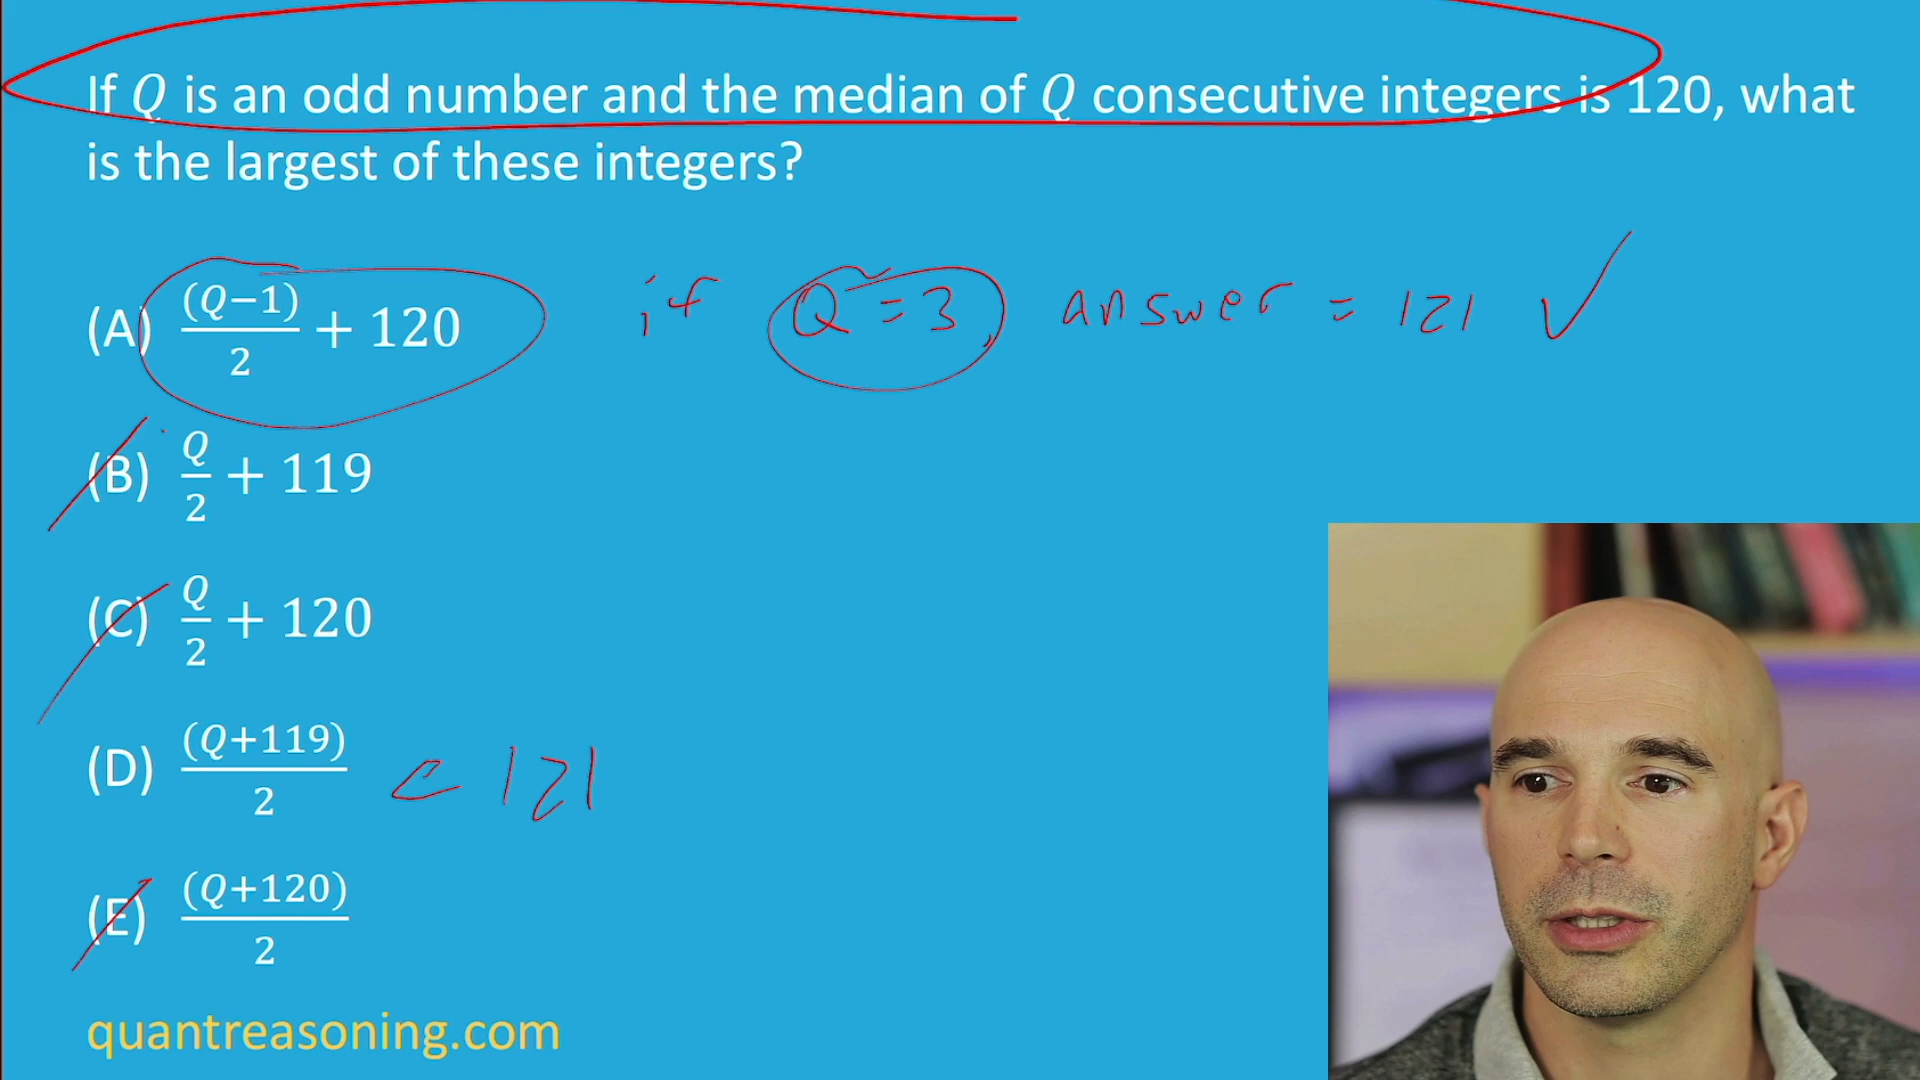 If Q is an odd number and the median of Q consecutive integers is 120, what
is the largest of these integers?
(A) (Q−1)/2 + 120 if Q = 3, answer = 121 ✓
(B) Q/2 + 119
(C) Q/2 + 120
(D) (Q+119)/2 < 121
(E) (Q+120)/2
quantreasoning.com